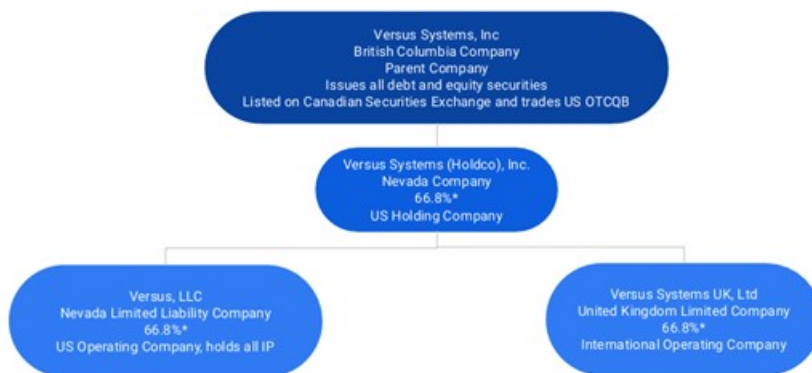 Versus Systems, Inc
British Columbia Company
Parent Company
Issues all debt and equity securities
Listed on Canadian Securities Exchange and trades US OTCQB
Versus Systems (Holdco), Inc.
Nevada Company
66.8%*
US Holding Company
Versus, LLC
Nevada Limited Liability Company
66.8%*
US Operating Company, holds all IP
Versus Systems UK, Ltd
United Kingdom Limited Company
66.8%*
International Operating Company